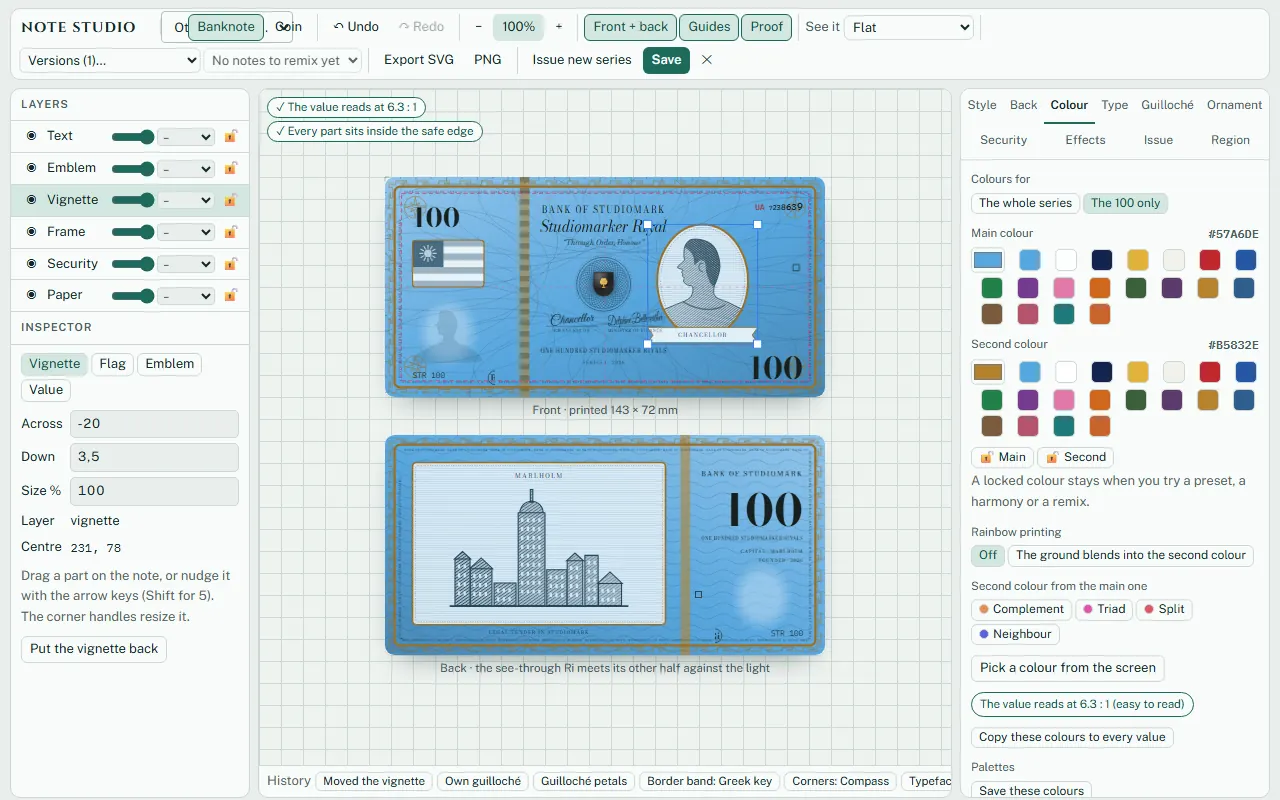 NOTE STUDIO
Banknote
Coin
↶ Undo
↷ Redo
−
100%
+
Front + back
Guides
Proof
See it
Flat
Versions (1)...
No notes to remix yet
Export SVG
PNG
Issue new series
Save
✕
LAYERS
Text
Emblem
Vignette
Frame
Security
Paper
INSPECTOR
Vignette
Flag
Emblem
Value
Across
-20
Down
3,5
Size %
100
Layer
vignette
Centre
231, 78
Drag a part on the note, or nudge it
with the arrow keys (Shift for 5).
The corner handles resize it.
Put the vignette back
✓ The value reads at 6.3 : 1
✓ Every part sits inside the safe edge
100
BANK OF STUDIOMARK
Studiomarker Riyal
UA 7238639
Chancellor
CHANCELLOR
ONE HUNDRED STUDIOMARKER RIYALS
STR 100
100
Front · printed 143 × 72 mm
MARLHOLM
BANK OF STUDIOMARK
100
ONE HUNDRED STUDIOMARKER RIYALS
CAPITAL: MARLHOLM
LEGAL TENDER IN STUDIOMARK
STR 100
Back · the see-through Ri meets its other half against the light
History
Moved the vignette
Own guilloché
Guilloché petals
Border band: Greek key
Corners: Compass
Typefac
Style
Back
Colour
Type
Guilloché
Ornament
Security
Effects
Issue
Region
Colours for
The whole series
The 100 only
Main colour
#57A6DE
Second colour
#B5832E
Main
Second
A locked colour stays when you try a preset, a
harmony or a remix.
Rainbow printing
Off
The ground blends into the second colour
Second colour from the main one
Complement
Triad
Split
Neighbour
Pick a colour from the screen
The value reads at 6.3 : 1 (easy to read)
Copy these colours to every value
Palettes
Save these colours